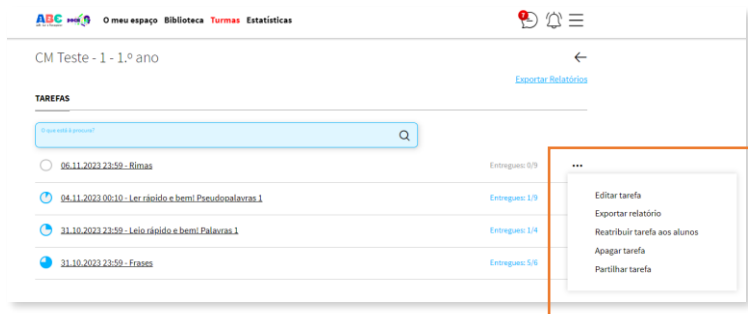 ABC
O meu espaço Biblioteca Turmas Estatísticas
7
CM Teste - 1 - 1.º ano
Exportar Relatórios
TAREFAS
O que está à procura?
06.11.2023 23:59 - Rimas
Entregues: 0/9
04.11.2023 00:10 - Ler rápido e bem! Pseudopalavras 1
Entregues: 1/9
31.10.2023 23:59 - Leio rápido e bem! Palavras 1
Entregues: 1/4
31.10.2023 23:59 - Frases
Entregues: 5/6
Editar tarefa
Exportar relatório
Reatribuir tarefa aos alunos
Apagar tarefa
Partilhar tarefa